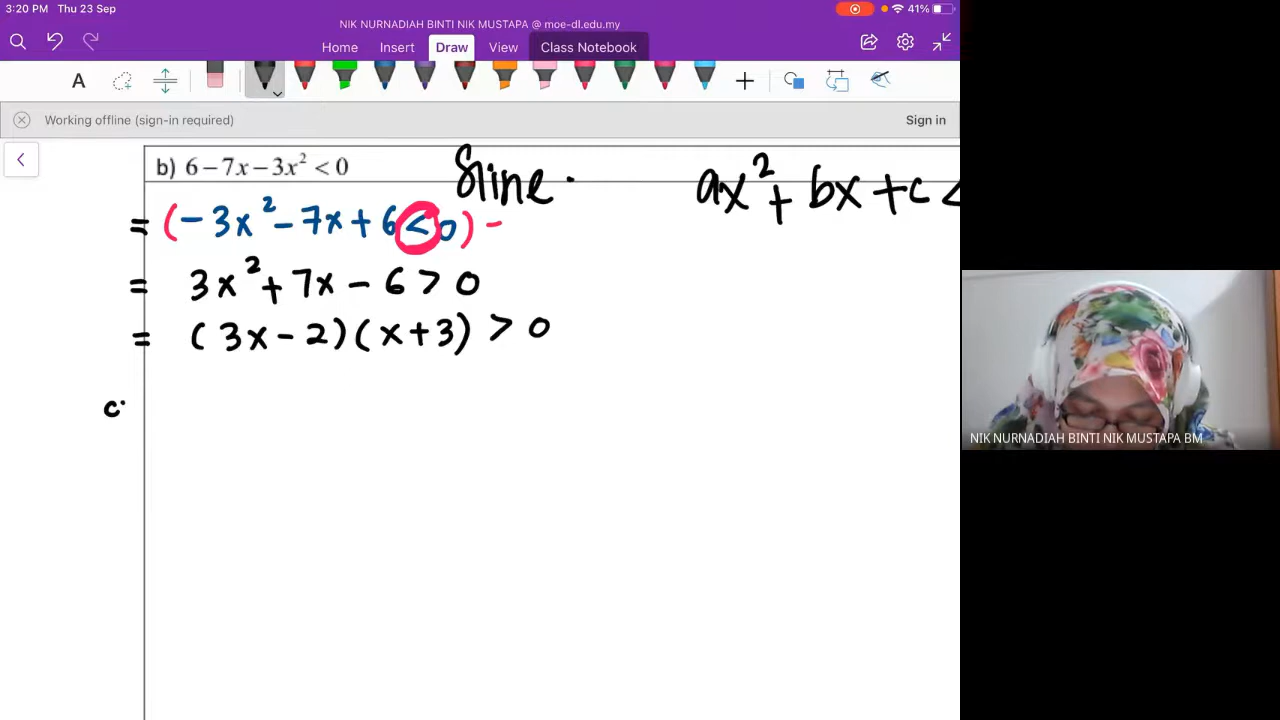 3:20 PM Thu 23 Sep
41%
NIK NURNADIAH BINTI NIK MUSTAPA @ moe-dl.edu.my
Home Insert Draw View Class Notebook
A
Working offline (sign-in required) Sign in
b) 6 − 7x − 3x² < 0
ax² + bx + c <
= (-3x² - 7x + 6 < 0) -
= 3x² + 7x - 6 > 0
= (3x - 2)(x + 3) > 0
c.
NIK NURNADIAH BINTI NIK MUSTAPA BM